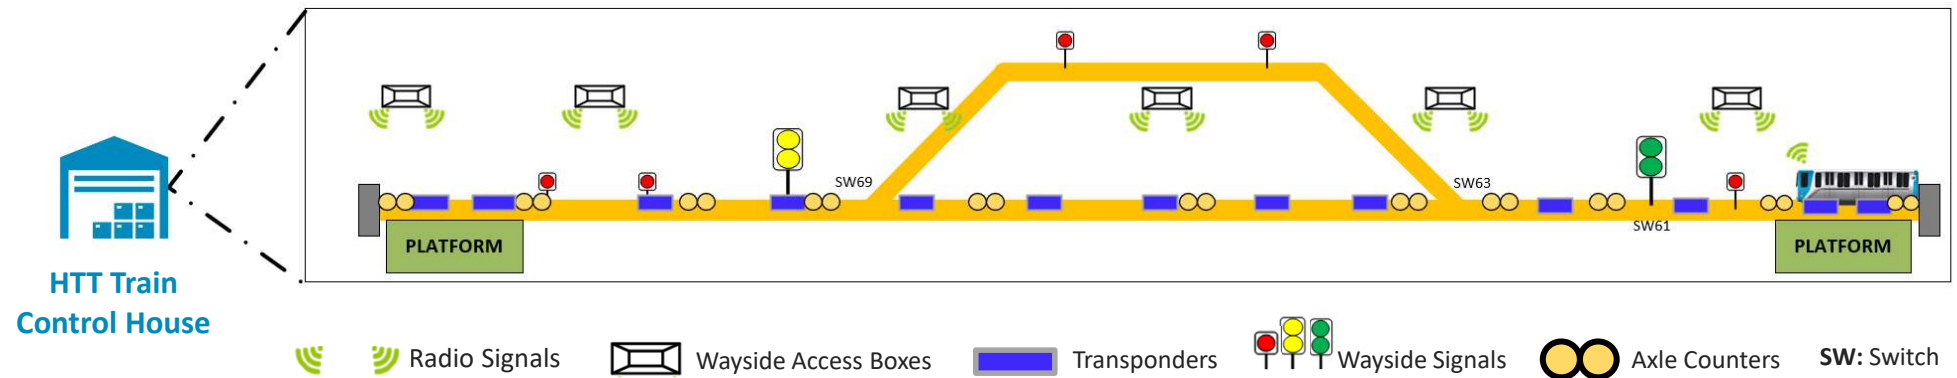 SW69
SW63
SW61
PLATFORM
PLATFORM
HTT Train
Control House
Radio Signals
Wayside Access Boxes
Transponders
Wayside Signals
Axle Counters
SW: Switch